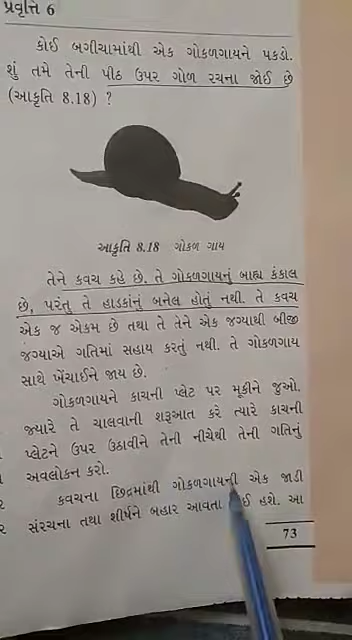 પ્રવૃત્તિ 6
કોઈ બગીચામાંથી એક ગોકળગાયને પકડો.
શું તમે તેની પીઠ ઉપર ગોળ રચના જોઈ છે
(આકૃતિ 8.18) ?
આકૃતિ 8.18 ગોકળ ગાય
તેને કવચ કહે છે. તે ગોકળગાયનું બાહ્ય કંકાલ
છે, પરંતુ તે હાડકાંનું બનેલ હોતું નથી. તે કવચ
એક જ એકમ છે તથા તે તેને એક જગ્યાથી બીજી
જગ્યાએ ગતિમાં સહાય કરતું નથી. તે ગોકળગાય
સાથે ખેંચાઈને જાય છે.
ગોકળગાયને કાચની પ્લેટ પર મૂકીને જુઓ.
જ્યારે તે ચાલવાની શરૂઆત કરે ત્યારે કાચની
પ્લેટને ઉપર ઉઠાવીને તેની નીચેથી તેની ગતિનું
અવલોકન કરો.
કવચના છિદ્રમાંથી ગોકળગાયની એક જાડી
સંરચના તથા શીર્ષને બહાર આવતા હશે. આ
73